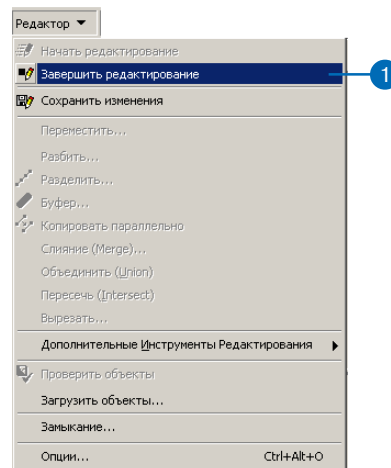 Редактор
Начать редактирование
Завершить редактирование
1
Сохранить изменения
Переместить...
Разбить...
Разделить...
Буфер...
Копировать параллельно
Слияние (Merge)...
Объединить (Union)
Пересечь (Intersect)
Вырезать...
Дополнительные Инструменты Редактирования
Проверить объекты
Загрузить объекты...
Замыкание...
Опции... Ctrl+Alt+O